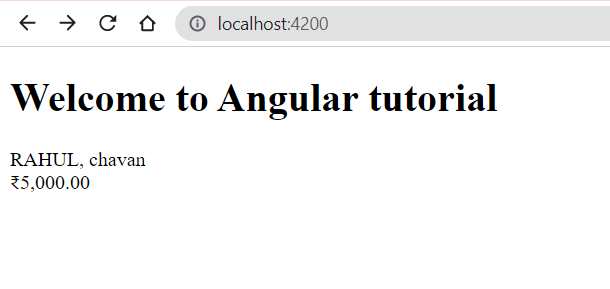 localhost:4200
Welcome to Angular tutorial
RAHUL, chavan
₹5,000.00